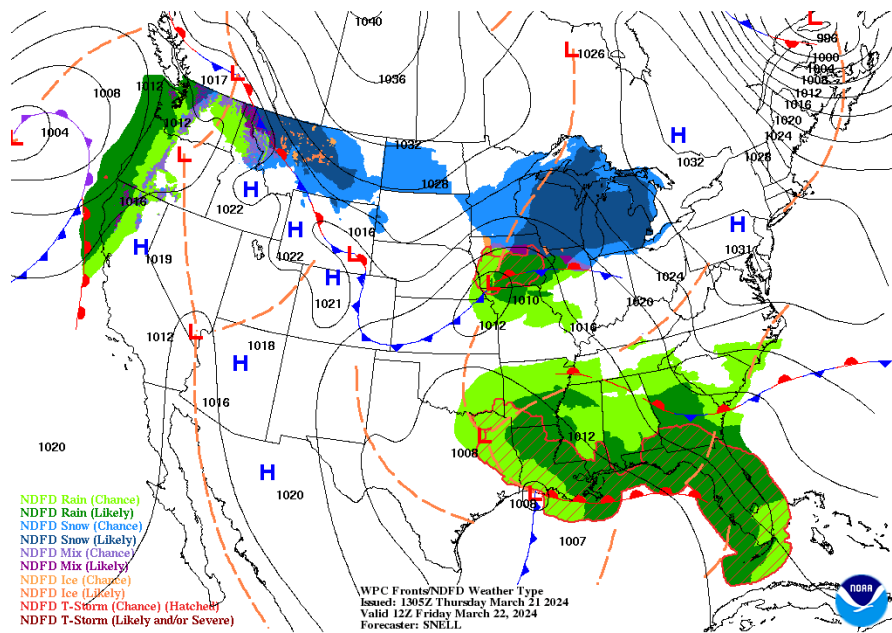 1040
L
996
1026
1000
1004
1008
1012
1016
1020
1024
1028
L
1036
1017
L
1008
1012
1004
L
1012
H
1032
1032
L
1028
H
1022
1016
H
1031
H
1016
H
1019
1022
L
H
1021
1024
L
1010
1020
1012
1016
1012
L
1018
H
1016
1012
L
1008
1020
H
1020
L
1008
1007
NDFD Rain (Chance)
NDFD Rain (Likely)
NDFD Snow (Chance)
NDFD Snow (Likely)
NDFD Mix (Chance)
NDFD Mix (Likely)
NDFD Ice (Chance)
NDFD Ice (Likely)
NDFD T-Storm (Chance) (Hatched)
NDFD T-Storm (Likely and/or Severe)
WPC Fronts/NDFD Weather Type
Issued: 1305Z Thursday March 21 2024
Valid 12Z Friday March 22, 2024
Forecaster: SNELL
NOAA